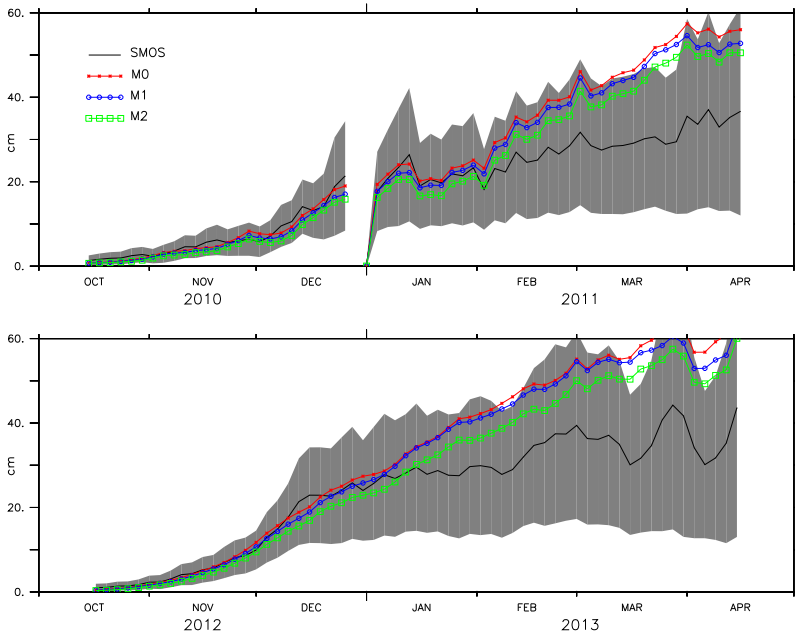 60.
40.
20.
0.
cm
SMOS
M0
M1
M2
OCT NOV DEC JAN FEB MAR APR
2010 2011
60.
40.
20.
0.
cm
OCT NOV DEC JAN FEB MAR APR
2012 2013